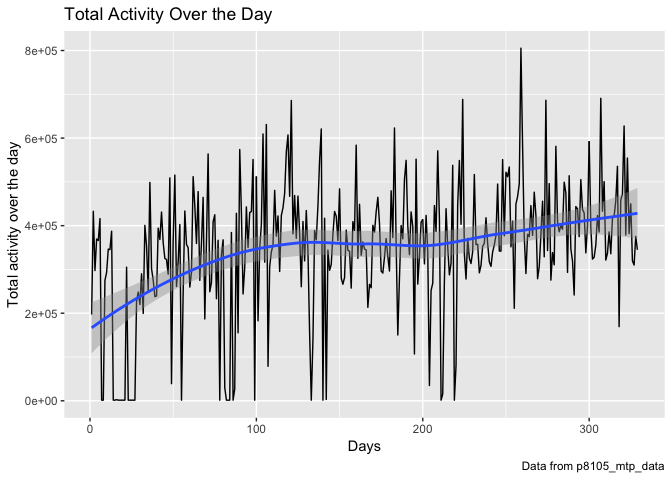 Total Activity Over the Day
Total activity over the day
8e+05
6e+05
4e+05
2e+05
0e+00
0
100
200
300
Days
Data from p8105_mtp_data